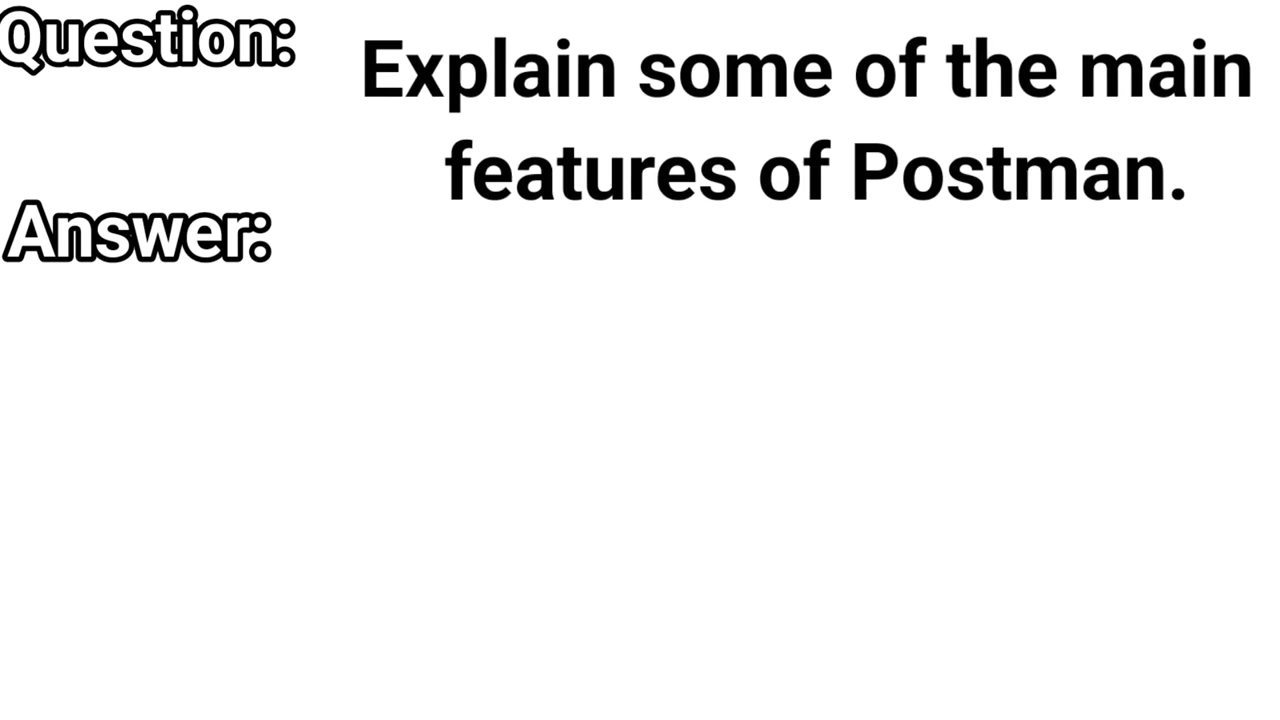 Question:
Explain some of the main
features of Postman.
Answer: